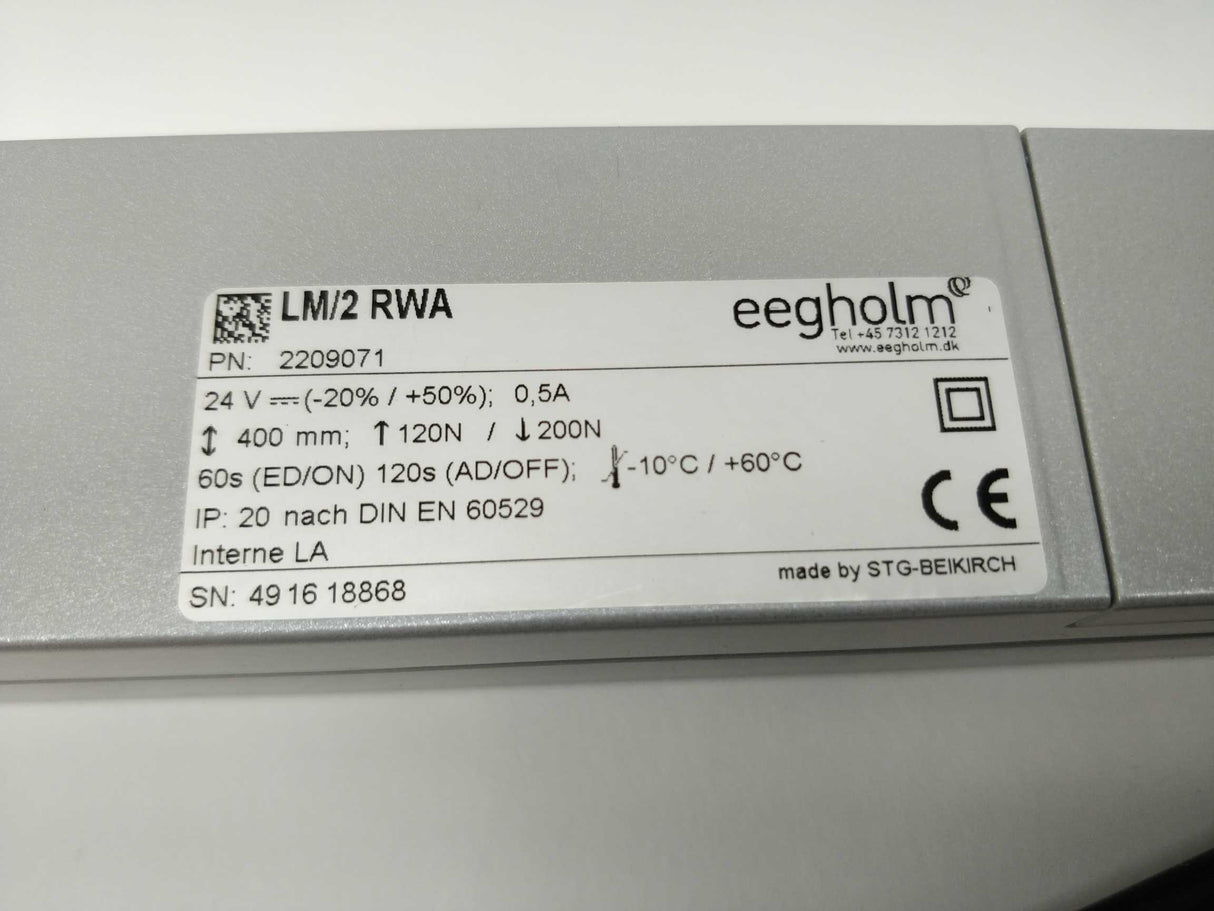 LM/2 RWA
eegholm
Tel +45 7312 1212
www.eegholm.dk
PN: 2209071
24 V ⎓ (-20% / +50%); 0,5A
↕ 400 mm; ↑ 120N / ↓ 200N
60s (ED/ON) 120s (AD/OFF); -10°C / +60°C
IP: 20 nach DIN EN 60529
CE
Interne LA
made by STG-BEIKIRCH
SN: 49 16 18868